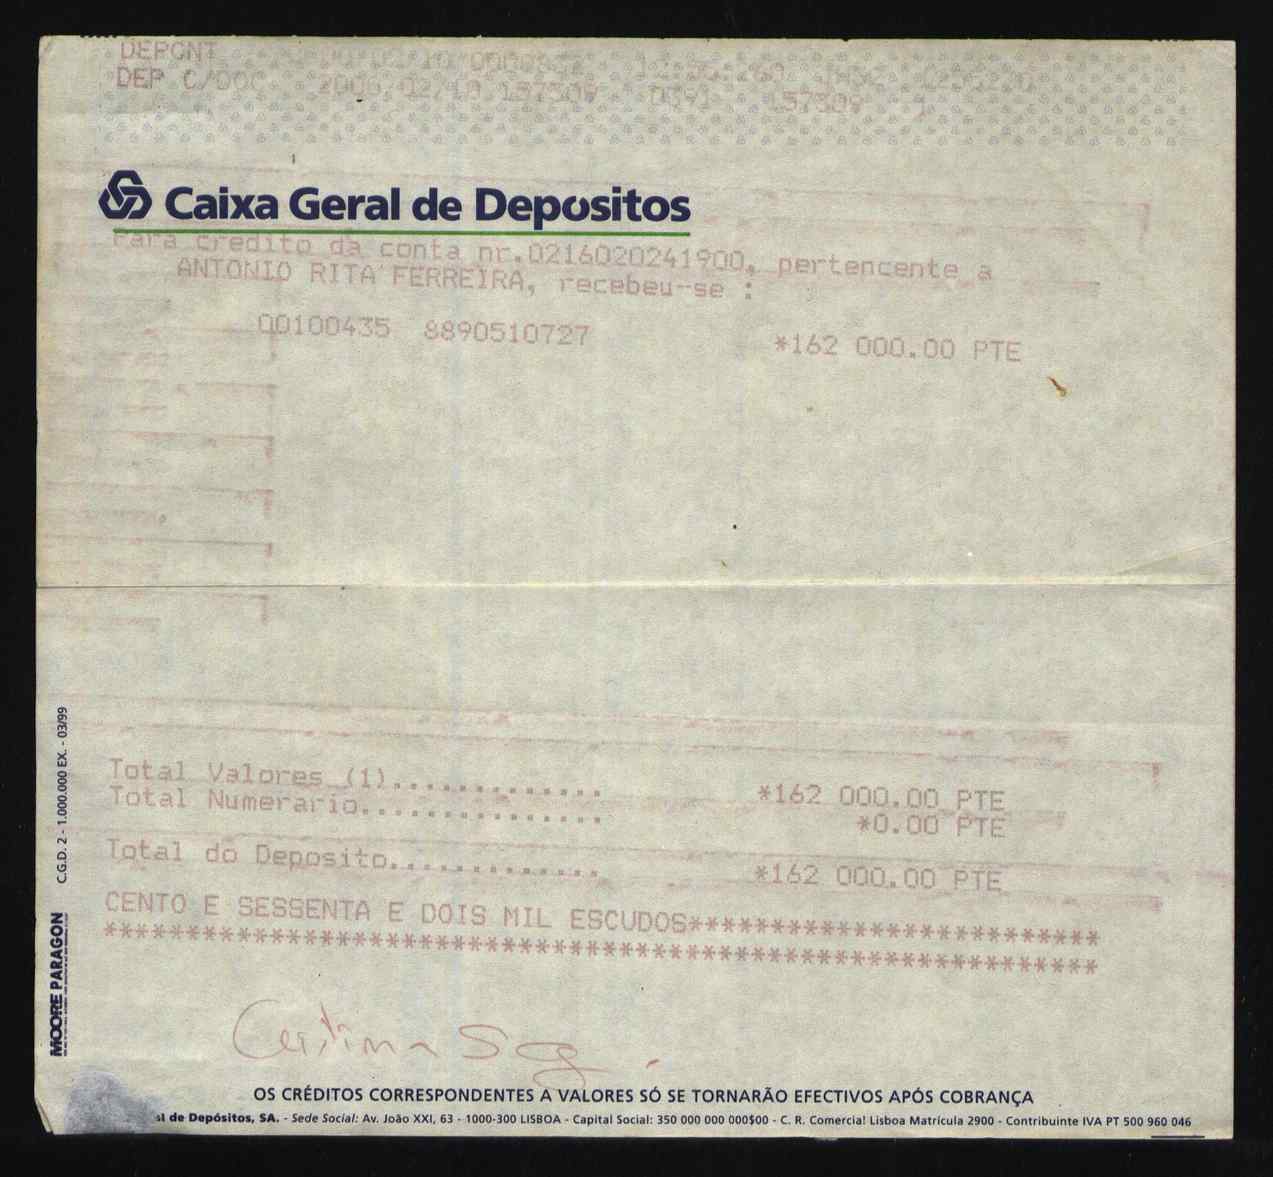 DEPCNT
DEP C/DOC 157309 157309
Caixa Geral de Depositos
Para credito da conta nr.0216020241900, pertencente a
ANTONIO RITA FERREIRA, recebeu-se :
00100435 8890510727 *162 000.00 PTE
Total Valores (1)............. *162 000.00 PTE
Total Numerario............... *0.00 PTE
Total do Deposito............. *162 000.00 PTE
CENTO E SESSENTA E DOIS MIL ESCUDOS*************************
************************************************************
OS CRÉDITOS CORRESPONDENTES A VALORES SÓ SE TORNARÃO EFECTIVOS APÓS COBRANÇA
al de Depósitos, SA. - Sede Social: Av. João XXI, 63 - 1000-300 LISBOA - Capital Social: 350 000 000 000$00 - C. R. Comercial Lisboa Matrícula 2900 - Contribuinte IVA PT 500 960 046
C.G.D. 2 - 1.000.000 EX. - 03/99
MOORE PARAGON